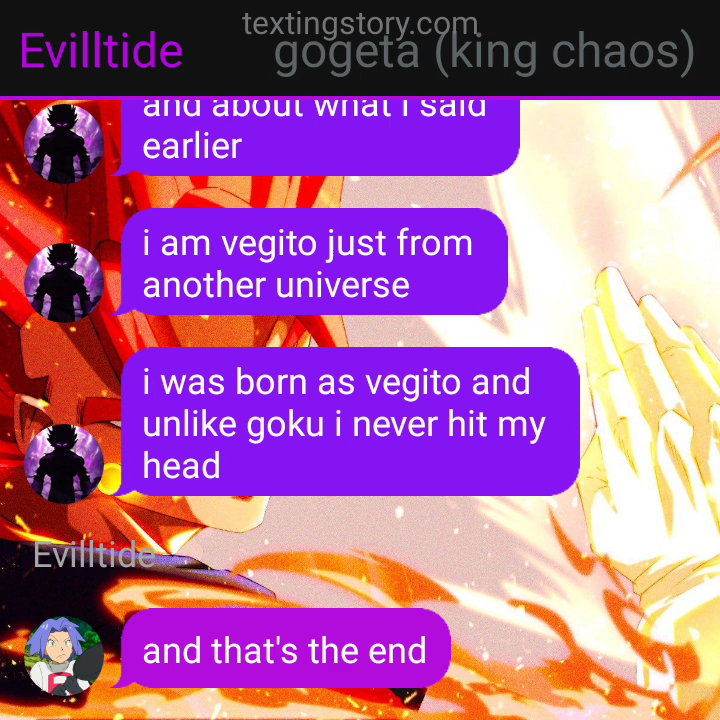 textingstory.com
Evilltide gogeta (king chaos)
and about what i said
earlier
i am vegito just from
another universe
i was born as vegito and
unlike goku i never hit my
head
Evilltide
and that's the end